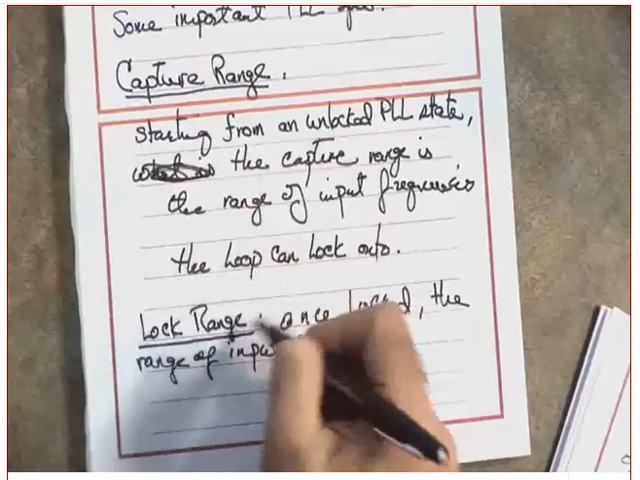 Some important PLL
Capture Range.
starting from an unlocked PLL state,
the capture range is
the range of input frequencies
the loop can lock onto.
Lock Range: once locked, the
range of inpu